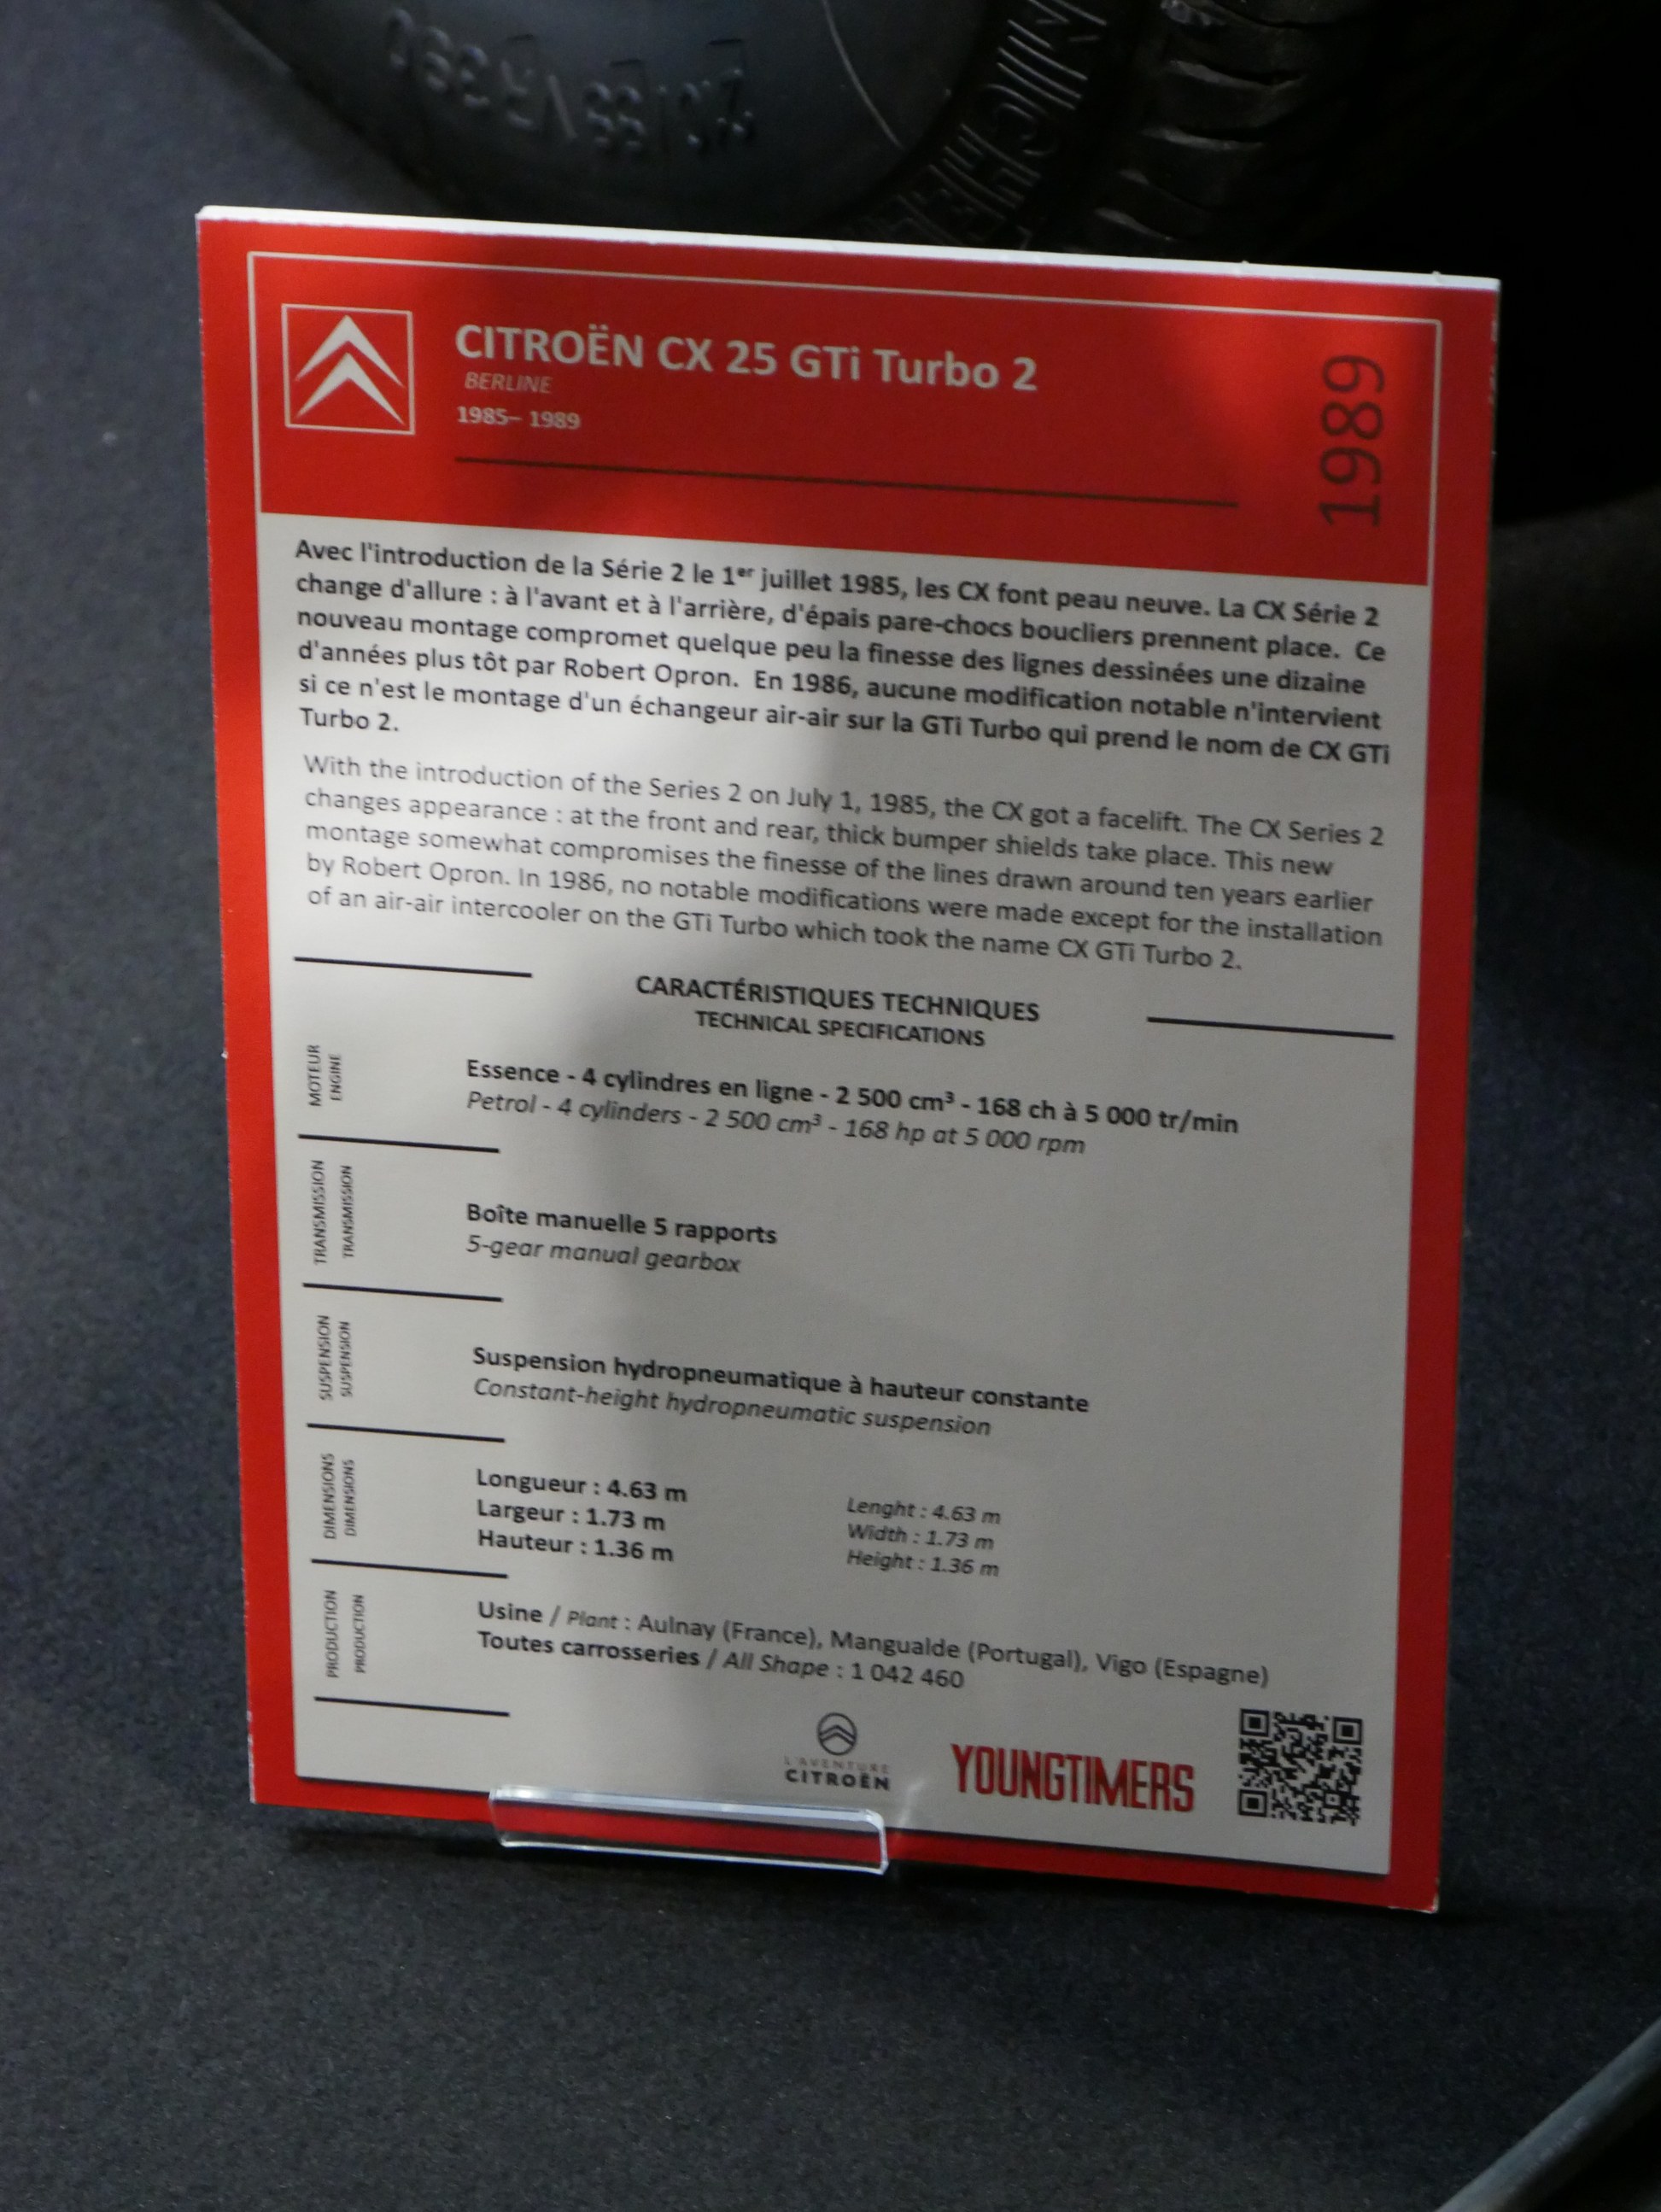 210/55 VR 390
MICHELIN
CITROËN CX 25 GTi Turbo 2
BERLINE
1985– 1989
1989
Avec l'introduction de la Série 2 le 1er juillet 1985, les CX font peau neuve. La CX Série 2
change d'allure : à l'avant et à l'arrière, d'épais pare-chocs boucliers prennent place.  Ce
nouveau montage compromet quelque peu la finesse des lignes dessinées une dizaine
d'années plus tôt par Robert Opron.  En 1986, aucune modification notable n'intervient
si ce n'est le montage d'un échangeur air-air sur la GTi Turbo qui prend le nom de CX GTi
Turbo 2.
With the introduction of the Series 2 on July 1, 1985, the CX got a facelift. The CX Series 2
changes appearance : at the front and rear, thick bumper shields take place. This new
montage somewhat compromises the finesse of the lines drawn around ten years earlier
by Robert Opron. In 1986, no notable modifications were made except for the installation
of an air-air intercooler on the GTi Turbo which took the name CX GTi Turbo 2.
CARACTÉRISTIQUES TECHNIQUES
TECHNICAL SPECIFICATIONS
MOTEUR
ENGINE
Essence - 4 cylindres en ligne - 2 500 cm³ - 168 ch à 5 000 tr/min
Petrol - 4 cylinders - 2 500 cm³ - 168 hp at 5 000 rpm
TRANSMISSION
TRANSMISSION
Boîte manuelle 5 rapports
5-gear manual gearbox
SUSPENSION
SUSPENSION
Suspension hydropneumatique à hauteur constante
Constant-height hydropneumatic suspension
DIMENSIONS
DIMENSIONS
Longueur : 4.63 m
Largeur : 1.73 m
Hauteur : 1.36 m
Lenght : 4.63 m
Width : 1.73 m
Height : 1.36 m
PRODUCTION
PRODUCTION
Usine / Plant : Aulnay (France), Mangualde (Portugal), Vigo (Espagne)
Toutes carrosseries / All Shape : 1 042 460
L'AVENTURE
CITROËN
YOUNGTIMERS